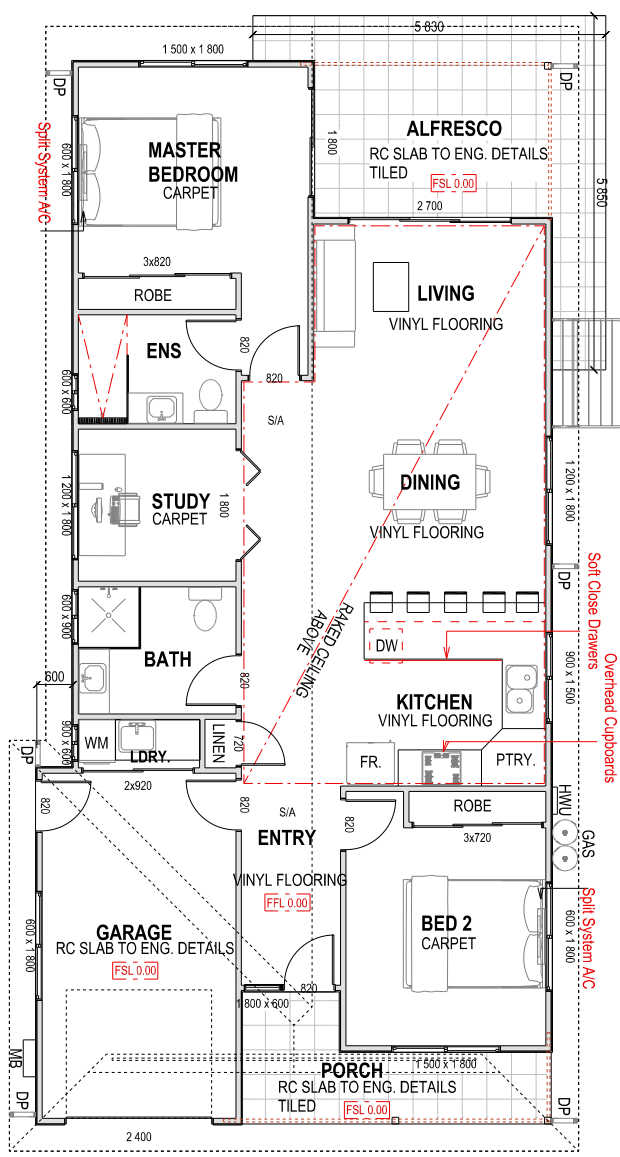 5 830
1 500 x 1 800
DP
DP
Split System A/C
600 x 1 800
MASTER
BEDROOM
CARPET
1 800
ALFRESCO
RC SLAB TO ENG. DETAILS
TILED
FSL 0.00
5 850
2 700
3x820
ROBE
LIVING
VINYL FLOORING
ENS
820
820
600 x 600
S/A
1 200 x 1 800
STUDY
CARPET
1 800
DINING
VINYL FLOORING
1 200 x 1 800
DP
Soft Close Drawers
600 x 900
BATH
820
RAKED CEILING
ABOVE
DW
KITCHEN
VINYL FLOORING
900 x 1 500
Overhead Cupboards
600
900 x 600
WM
LDRY.
LINEN
720
FR.
PTRY.
DP
2x920
820
820
S/A
ENTRY
VINYL FLOORING
FFL 0.00
820
ROBE
3x720
HWU
GAS
BED 2
CARPET
Split System A/C
600 x 1 800
600 x 1 800
GARAGE
RC SLAB TO ENG. DETAILS
FSL 0.00
820
1 800 x 600
MB
1 500 x 1 800
PORCH
RC SLAB TO ENG. DETAILS
TILED
FSL 0.00
DP
DP
2 400